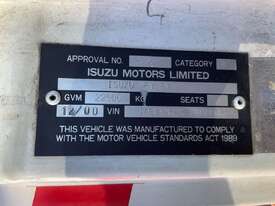 APPROVAL NO. CATEGORY
ISUZU MOTORS LIMITED
ISUZU
GVM KG SEATS
12/00 VIN
THIS VEHICLE WAS MANUFACTURED TO COMPLY
WITH THE MOTOR VEHICLE STANDARDS ACT 1989